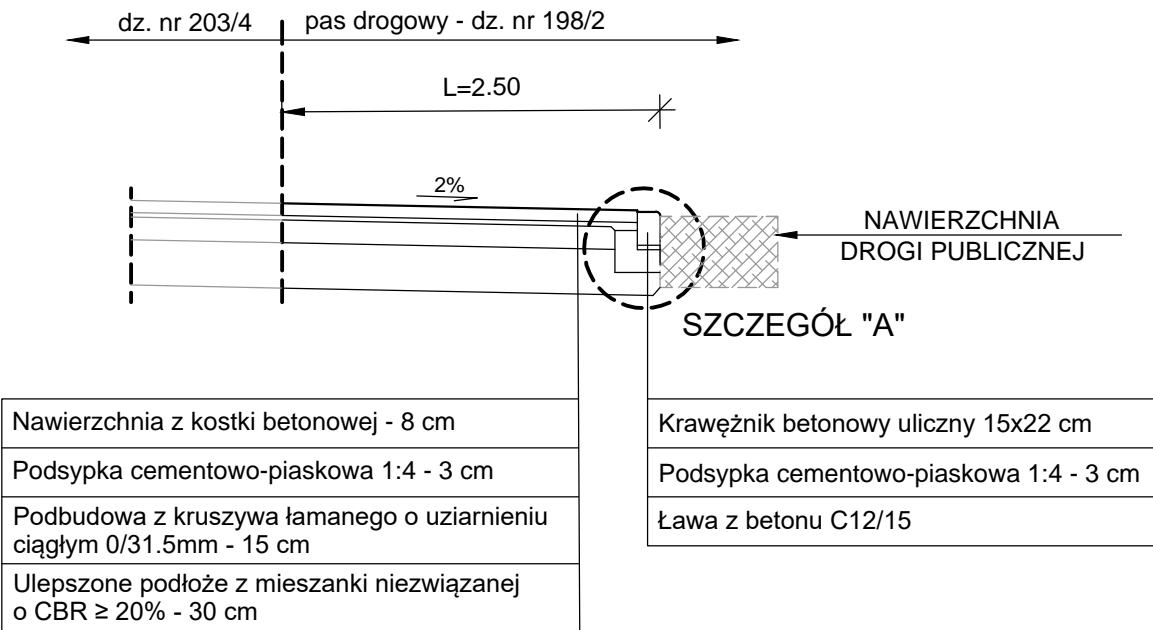 dz. nr 203/4
pas drogowy - dz. nr 198/2
L=2.50
2%
NAWIERZCHNIA
DROGI PUBLICZNEJ
SZCZEGÓŁ "A"
Nawierzchnia z kostki betonowej - 8 cm
Podsypka cementowo-piaskowa 1:4 - 3 cm
Podbudowa z kruszywa łamanego o uziarnieniu
ciągłym 0/31.5mm - 15 cm
Ulepszone podłoże z mieszanki niezwiązanej
o CBR ≥ 20% - 30 cm
Krawężnik betonowy uliczny 15x22 cm
Podsypka cementowo-piaskowa 1:4 - 3 cm
Ława z betonu C12/15